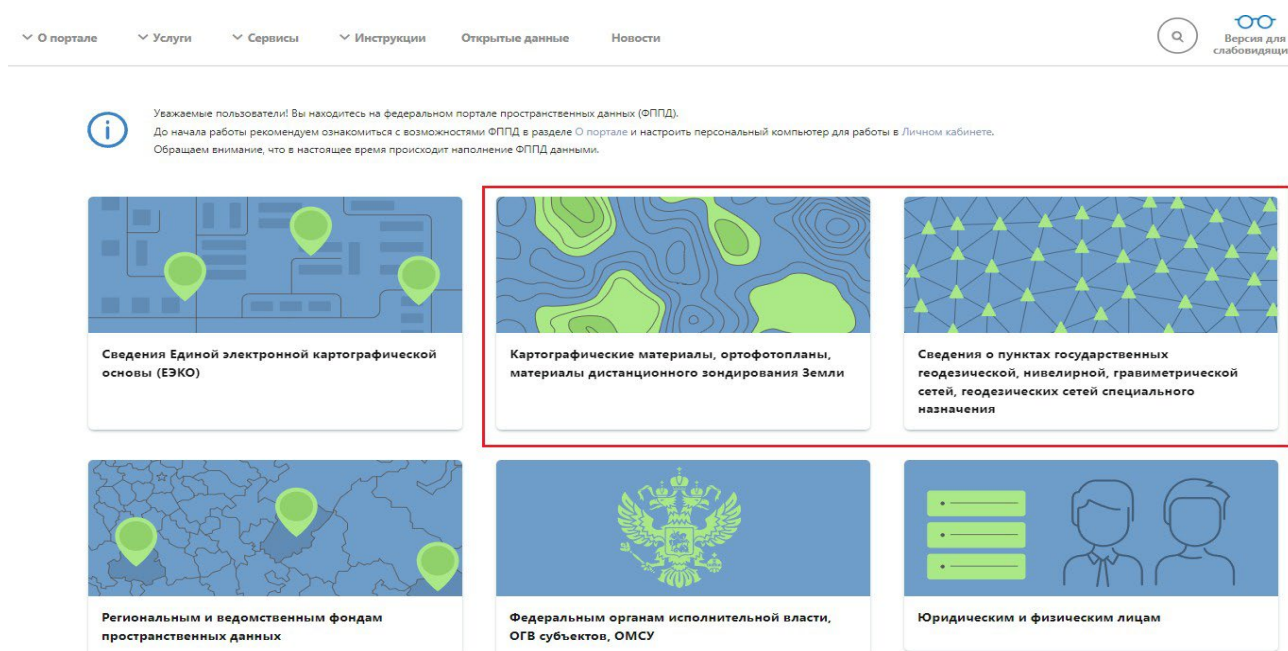 О портале Услуги Сервисы Инструкции Открытые данные Новости
Версия для
слабовидящи
Уважаемые пользователи! Вы находитесь на федеральном портале пространственных данных (ФППД).
До начала работы рекомендуем ознакомиться с возможностями ФППД в разделе О портале и настроить персональный компьютер для работы в Личном кабинете.
Обращаем внимание, что в настоящее время происходит наполнение ФППД данными.
Сведения Единой электронной картографической
основы (ЕЭКО)
Картографические материалы, ортофотопланы,
материалы дистанционного зондирования Земли
Сведения о пунктах государственных
геодезической, нивелирной, гравиметрической
сетей, геодезических сетей специального
назначения
Региональным и ведомственным фондам
пространственных данных
Федеральным органам исполнительной власти,
ОГВ субъектов, ОМСУ
Юридическим и физическим лицам